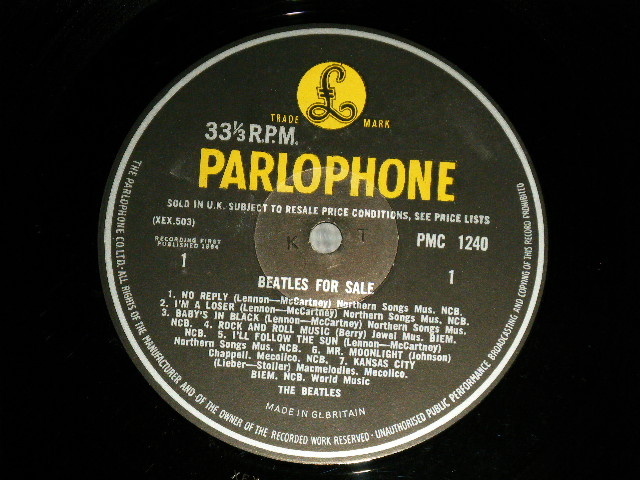 £
TRADE MARK
33⅓ R.P.M.
PARLOPHONE
SOLD IN U.K. SUBJECT TO RESALE PRICE CONDITIONS, SEE PRICE LISTS
(XEX.503)
RECORDING FIRST
PUBLISHED 1964
K T
PMC 1240
1
1
BEATLES FOR SALE
1. NO REPLY (Lennon—McCartney) Northern Songs Mus. NCB.
2. I'M A LOSER (Lennon—McCartney) Northern Songs Mus. NCB.
3. BABY'S IN BLACK (Lennon—McCartney) Northern Songs Mus.
NCB. 4. ROCK AND ROLL MUSIC (Berry) Jewel Mus. BIEM.
NCB. 5. I'LL FOLLOW THE SUN (Lennon—McCartney)
Northern Songs Mus. NCB. 6. MR. MOONLIGHT (Johnson)
Chappell. Mecolico. NCB. 7. KANSAS CITY
(Lieber—Stoller) Macmelodies. Mecolico.
BIEM. NCB. World Music
THE BEATLES
MADE IN GT. BRITAIN
THE PARLOPHONE CO. LTD. - ALL RIGHTS OF THE MANUFACTURER AND OF THE OWNER OF THE RECORDED WORK RESERVED - UNAUTHORISED PUBLIC PERFORMANCE BROADCASTING AND COPYING OF THIS RECORD PROHIBITED